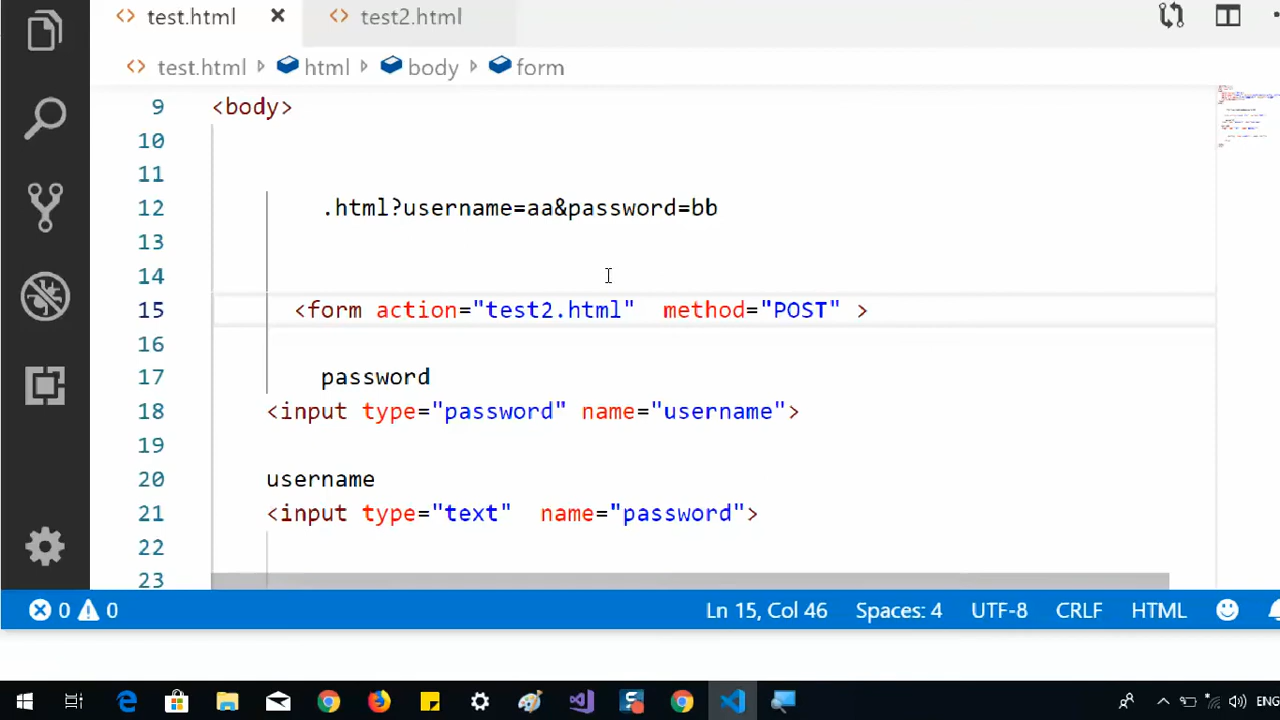 test.html
test2.html
test.html html body form
9 <body>
10
11
12 .html?username=aa&password=bb
13
14
15 <form action="test2.html"  method="POST" >
16
17 password
18 <input type="password" name="username">
19
20 username
21 <input type="text"  name="password">
22
23
0 0 Ln 15, Col 46 Spaces: 4 UTF-8 CRLF HTML
ENG